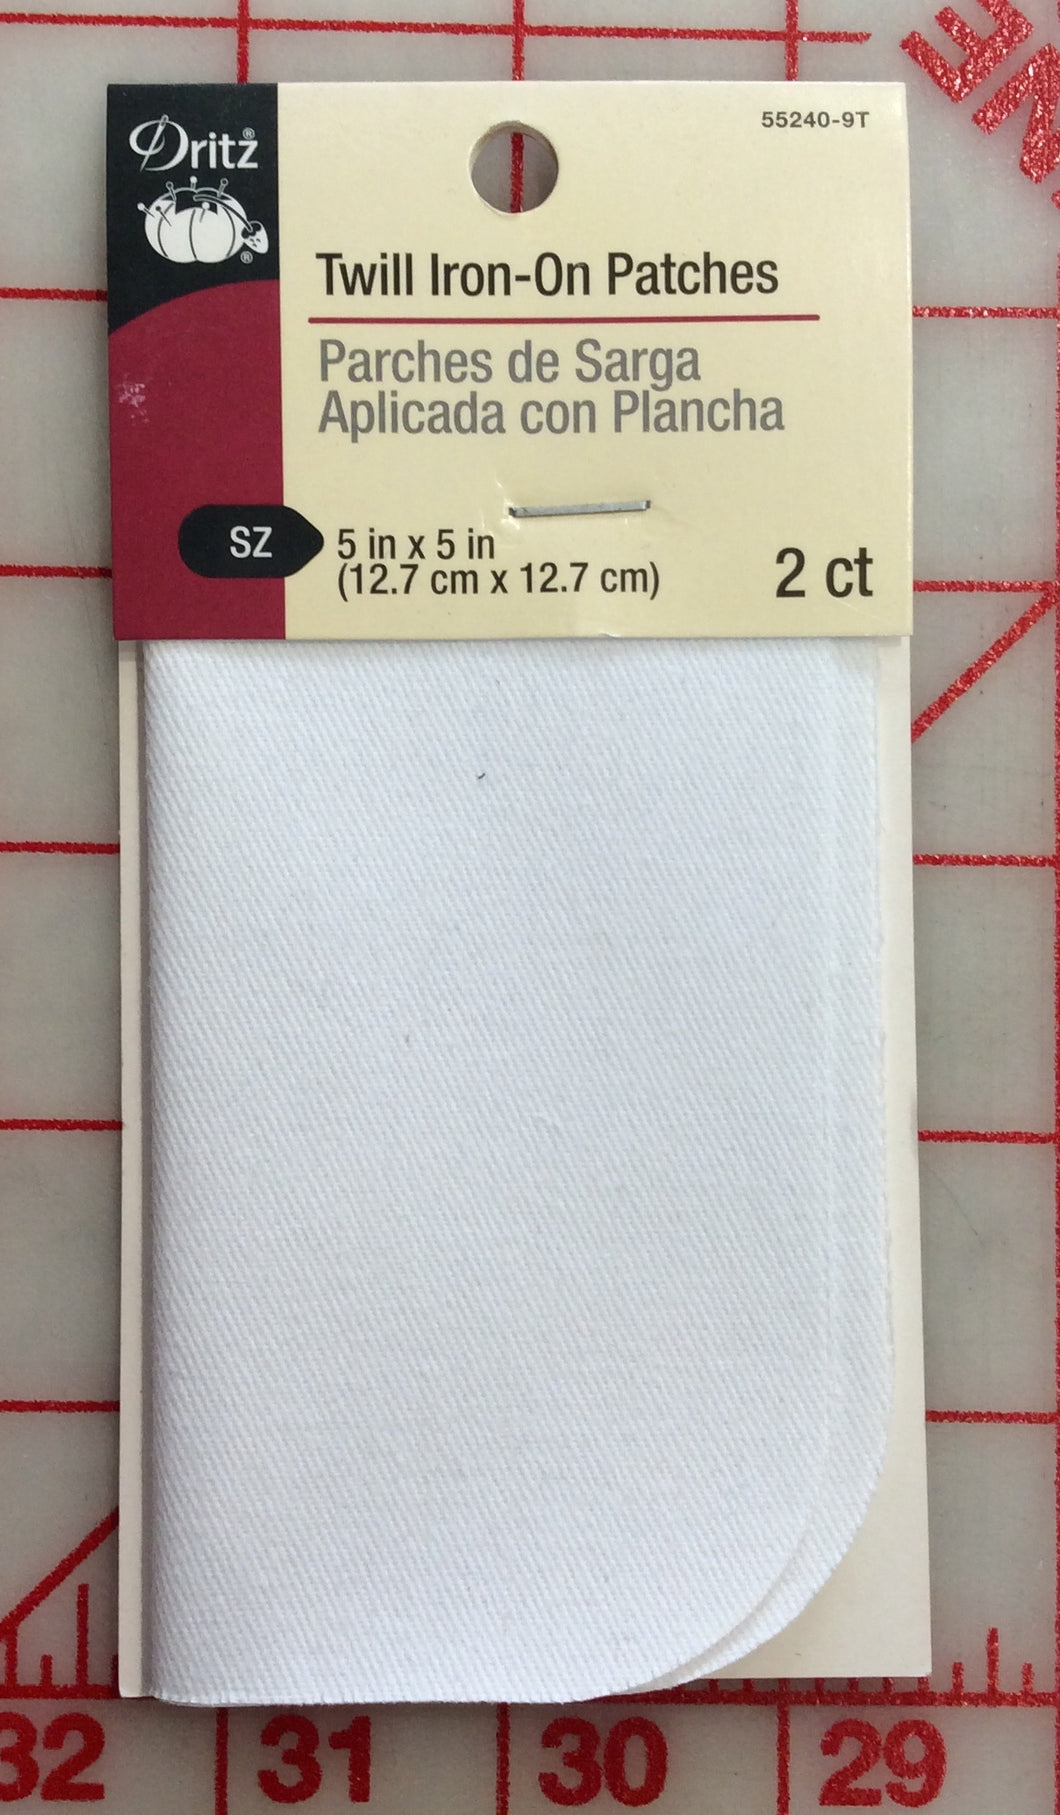 Dritz®
®
55240-9T
Twill Iron-On Patches
Parches de Sarga
Aplicada con Plancha
SZ
5 in x 5 in
(12.7 cm x 12.7 cm)
2 ct
32 31 30 29